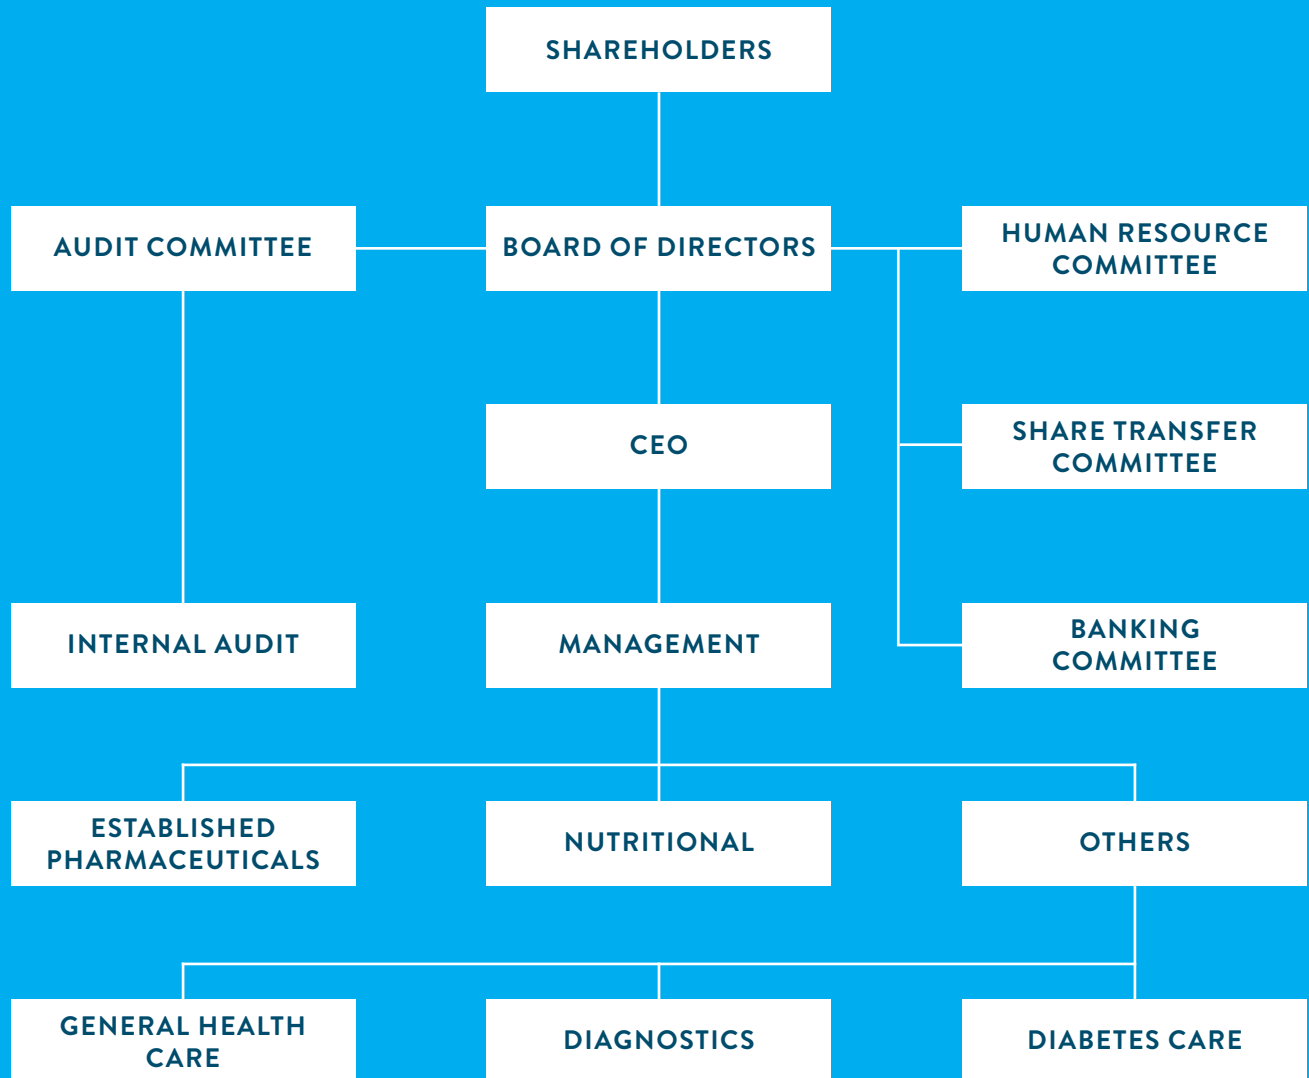 SHAREHOLDERS
AUDIT COMMITTEE
BOARD OF DIRECTORS
HUMAN RESOURCE
COMMITTEE
CEO
SHARE TRANSFER
COMMITTEE
INTERNAL AUDIT
MANAGEMENT
BANKING
COMMITTEE
ESTABLISHED
PHARMACEUTICALS
NUTRITIONAL
OTHERS
GENERAL HEALTH
CARE
DIAGNOSTICS
DIABETES CARE